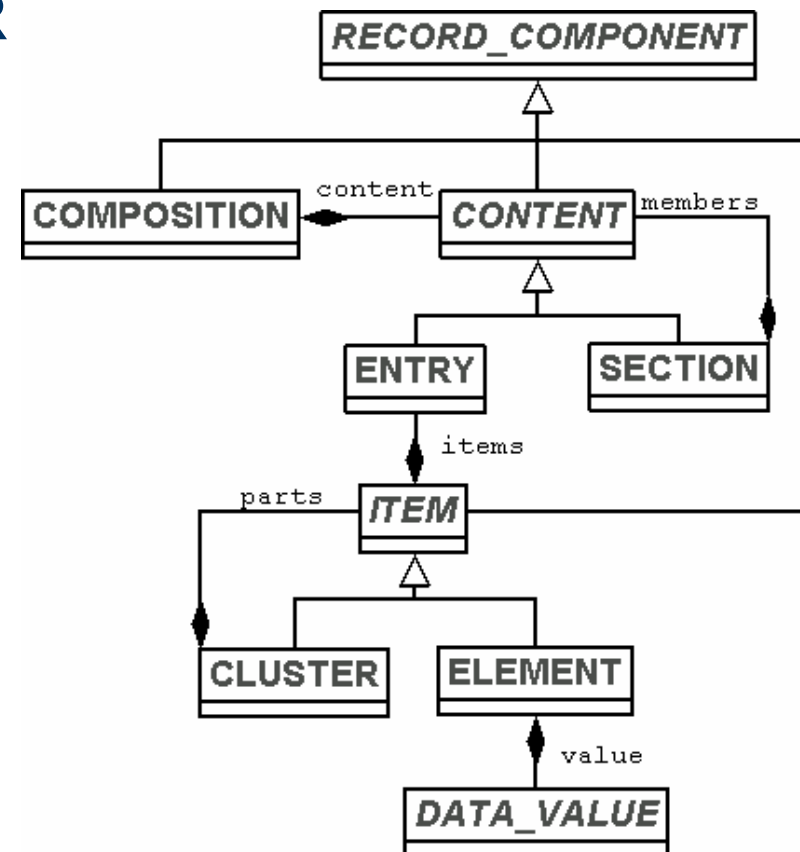 R
RECORD_COMPONENT
content
members
COMPOSITION
CONTENT
ENTRY
SECTION
items
parts
ITEM
CLUSTER
ELEMENT
value
DATA_VALUE